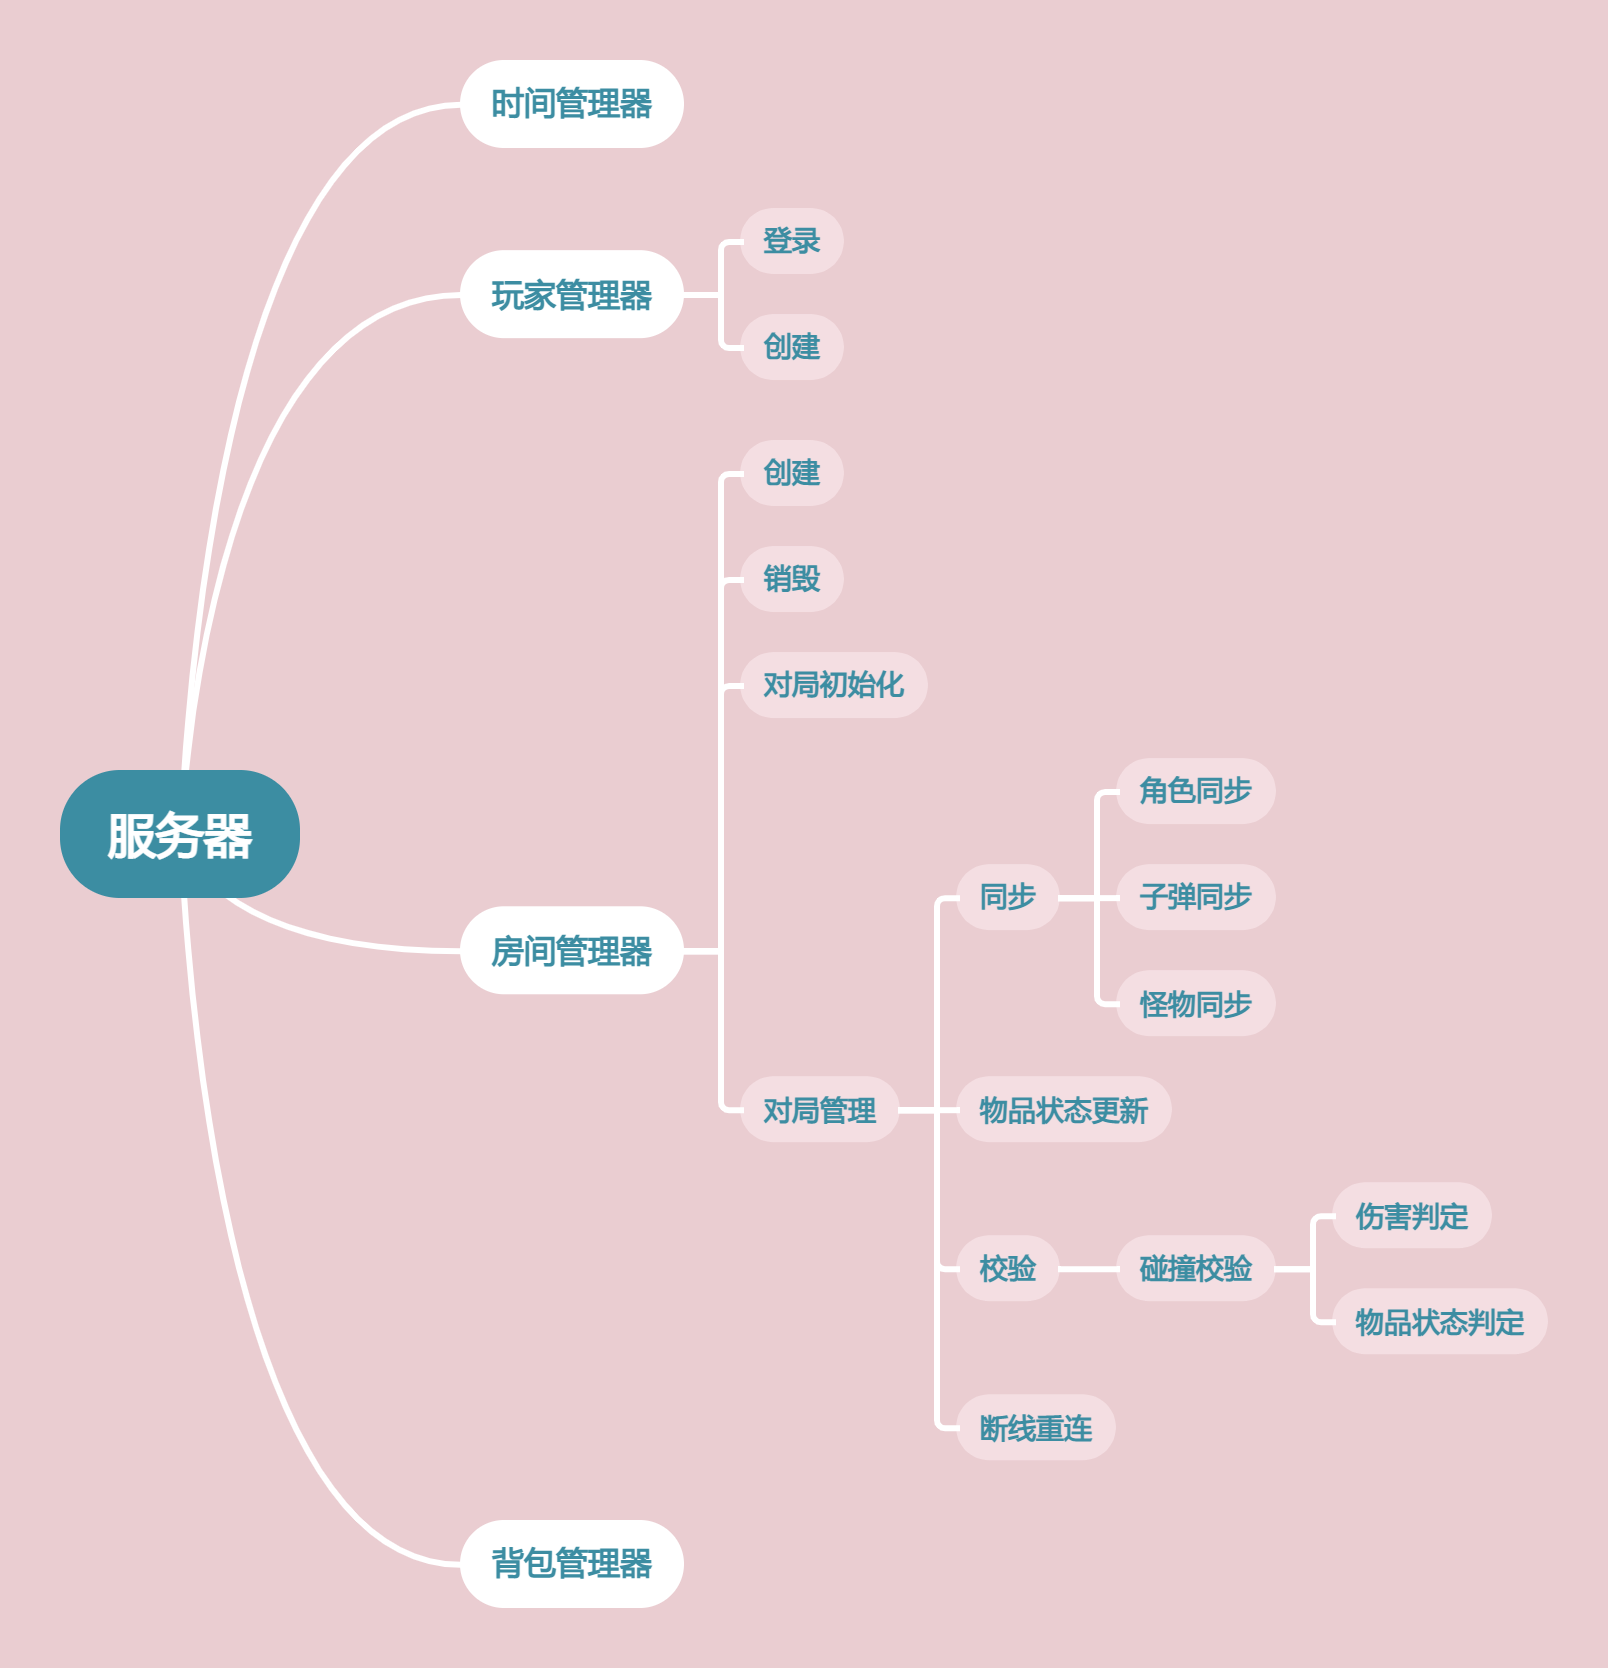 时间管理器
玩家管理器
登录
创建
服务器
房间管理器
创建
销毁
对局初始化
对局管理
同步
角色同步
子弹同步
怪物同步
物品状态更新
校验
碰撞校验
伤害判定
物品状态判定
断线重连
背包管理器